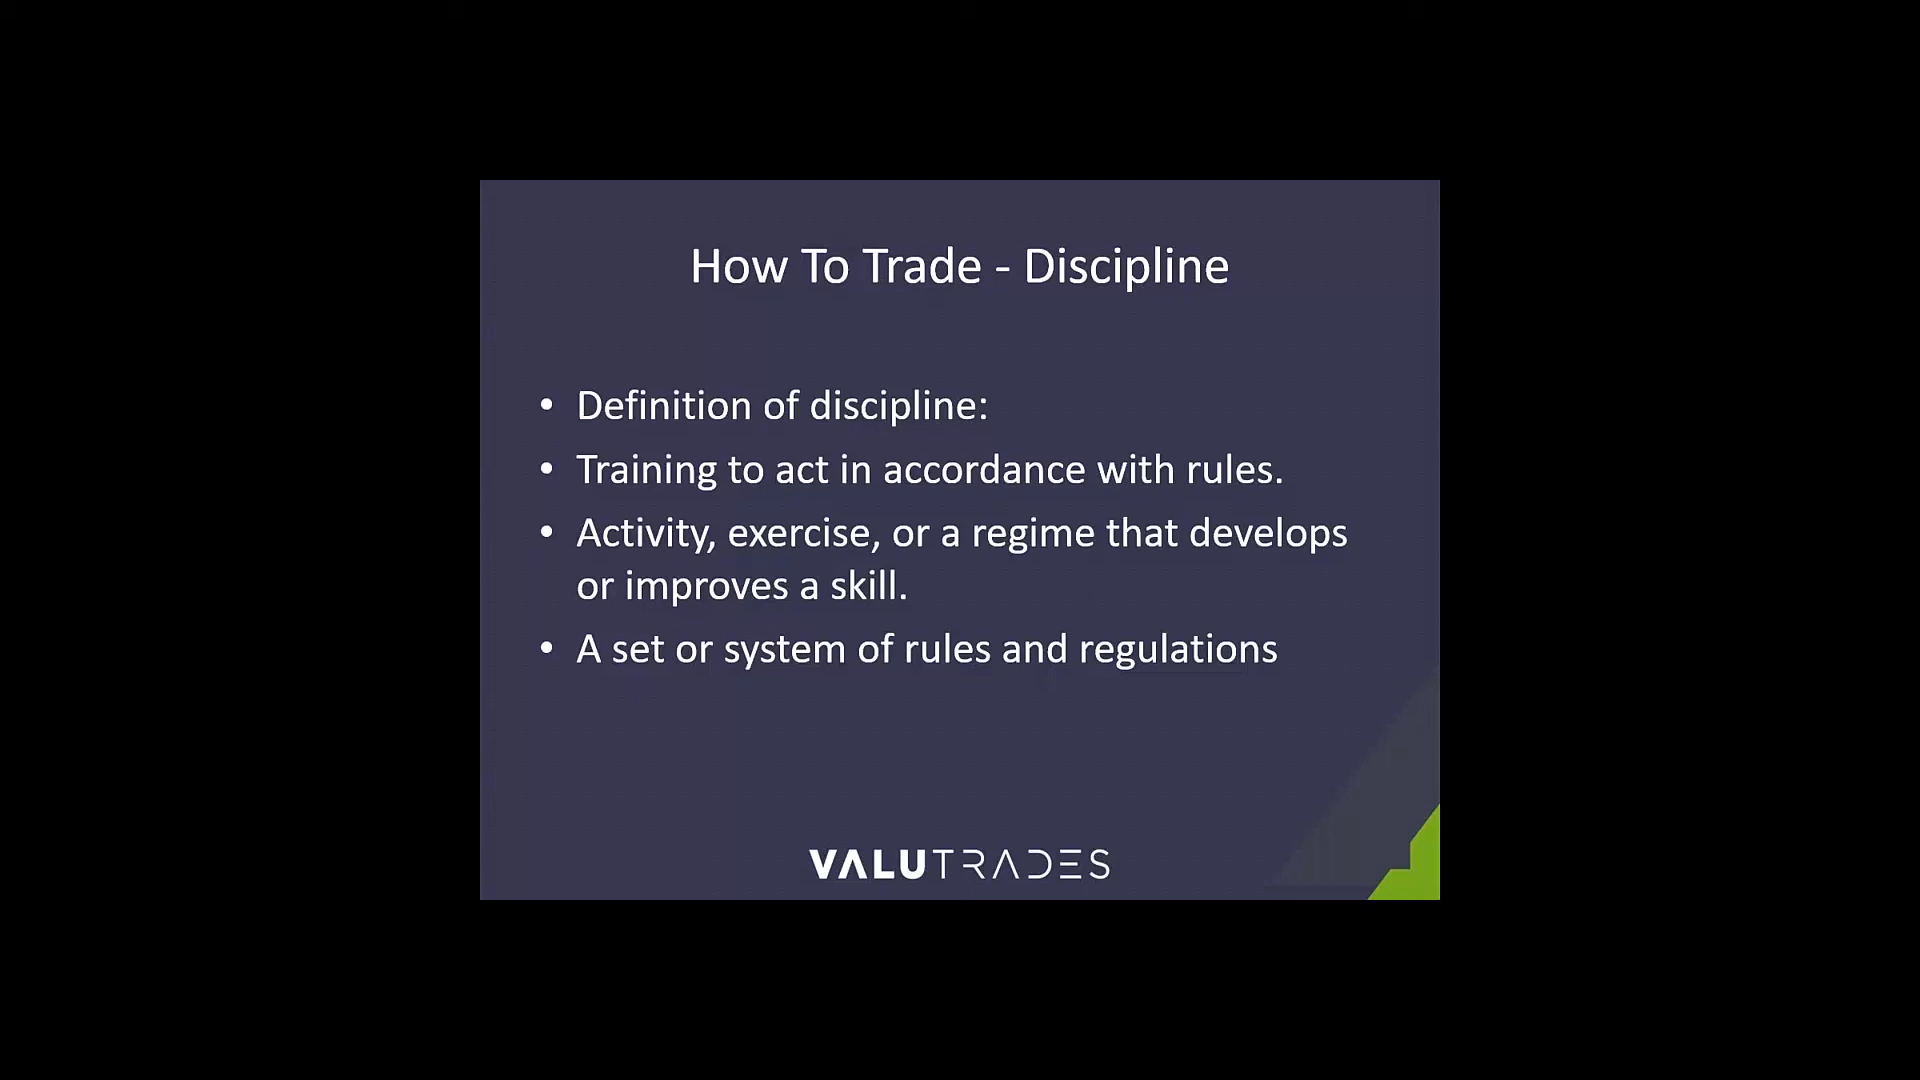 How To Trade - Discipline
• Definition of discipline:
• Training to act in accordance with rules.
• Activity, exercise, or a regime that develops
or improves a skill.
• A set or system of rules and regulations
VALUTRADES